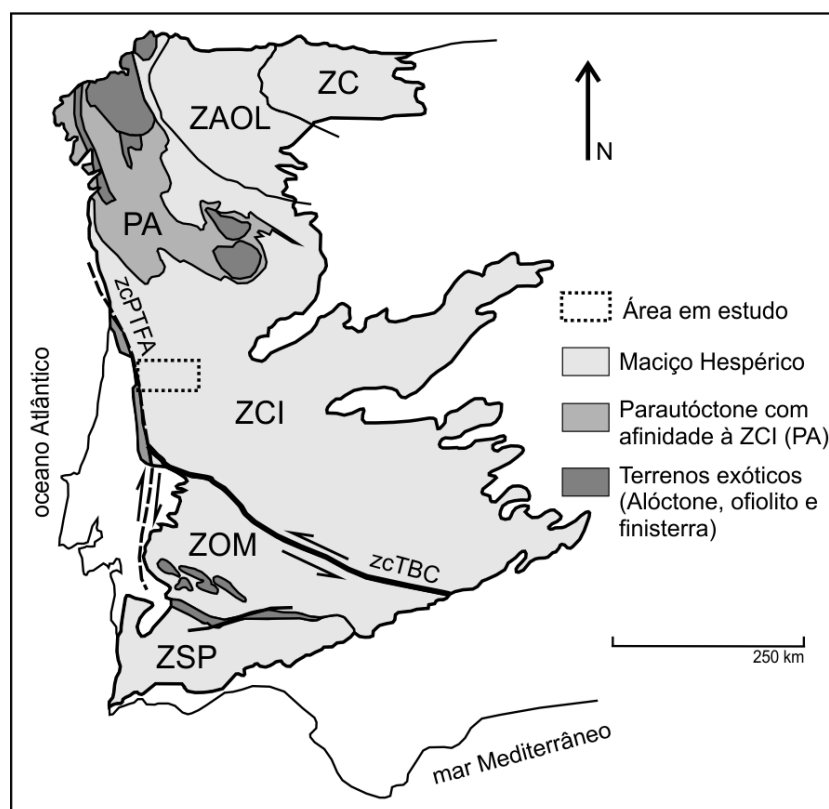 ZC
ZAOL
N
PA
zcPTFA
Área em estudo
oceano Atlântico
Maciço Hespérico
ZCI
Parautóctone com
afinidade à ZCI (PA)
Terrenos exóticos
(Alóctone, ofiolito e
finisterra)
ZOM
zcTBC
ZSP
250 km
mar Mediterrâneo